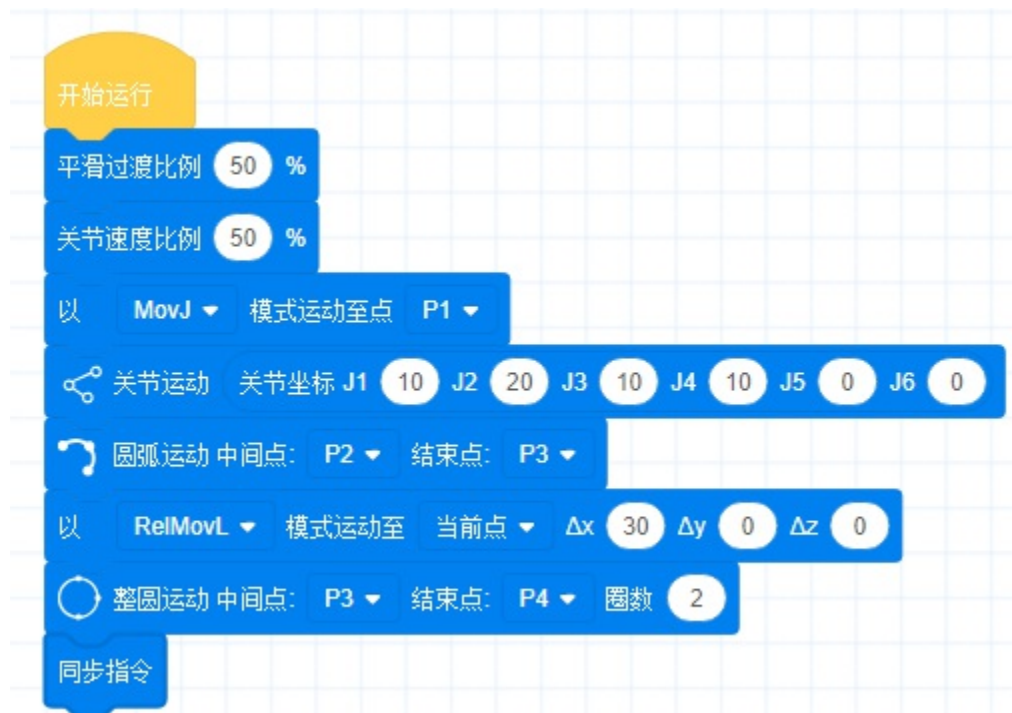 开始运行
平滑过渡比例 50 %
关节速度比例 50 %
以 MovJ 模式运动至点 P1
关节运动 关节坐标 J1 10 J2 20 J3 10 J4 10 J5 0 J6 0
圆弧运动 中间点: P2 结束点: P3
以 RelMovL 模式运动至 当前点 Δx 30 Δy 0 Δz 0
整圆运动 中间点: P3 结束点: P4 圈数 2
同步指令